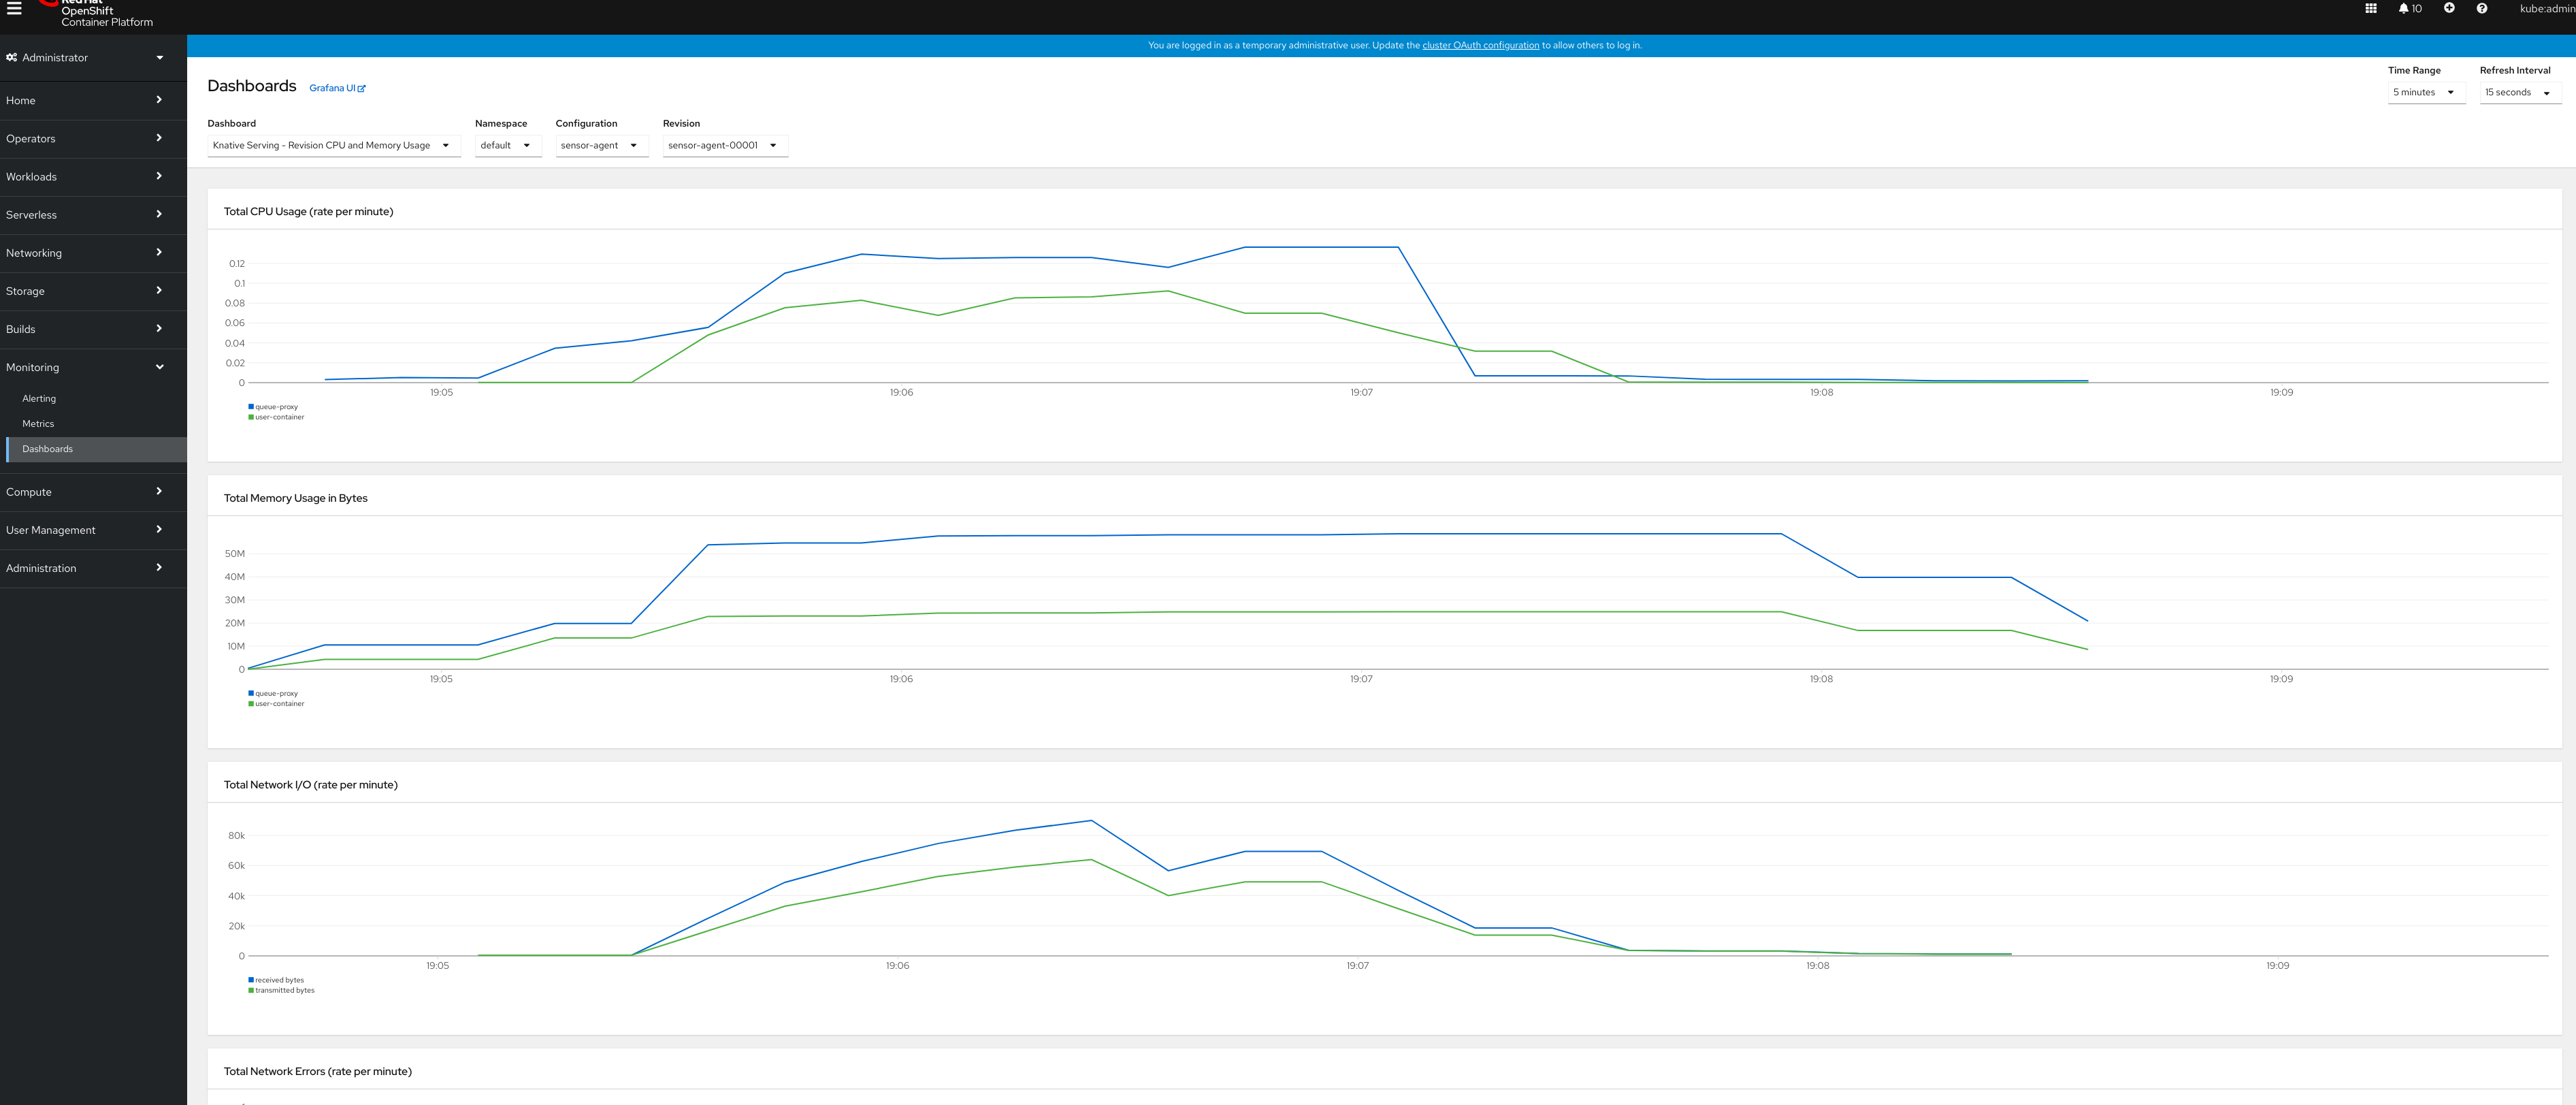 OpenShift
Container Platform
10
kube:admin
You are logged in as a temporary administrative user. Update the cluster OAuth configuration to allow others to log in.
Administrator
Home
Operators
Workloads
Serverless
Networking
Storage
Builds
Monitoring
Alerting
Metrics
Dashboards
Compute
User Management
Administration
Dashboards
Grafana UI
Time Range
Refresh Interval
5 minutes
15 seconds
Dashboard
Namespace
Configuration
Revision
Knative Serving - Revision CPU and Memory Usage
default
sensor-agent
sensor-agent-00001
Total CPU Usage (rate per minute)
0.12
0.1
0.08
0.06
0.04
0.02
0
19:05
19:06
19:07
19:08
19:09
queue-proxy
user-container
Total Memory Usage in Bytes
50M
40M
30M
20M
10M
0
19:05
19:06
19:07
19:08
19:09
queue-proxy
user-container
Total Network I/O (rate per minute)
80k
60k
40k
20k
0
19:05
19:06
19:07
19:08
19:09
received bytes
transmitted bytes
Total Network Errors (rate per minute)